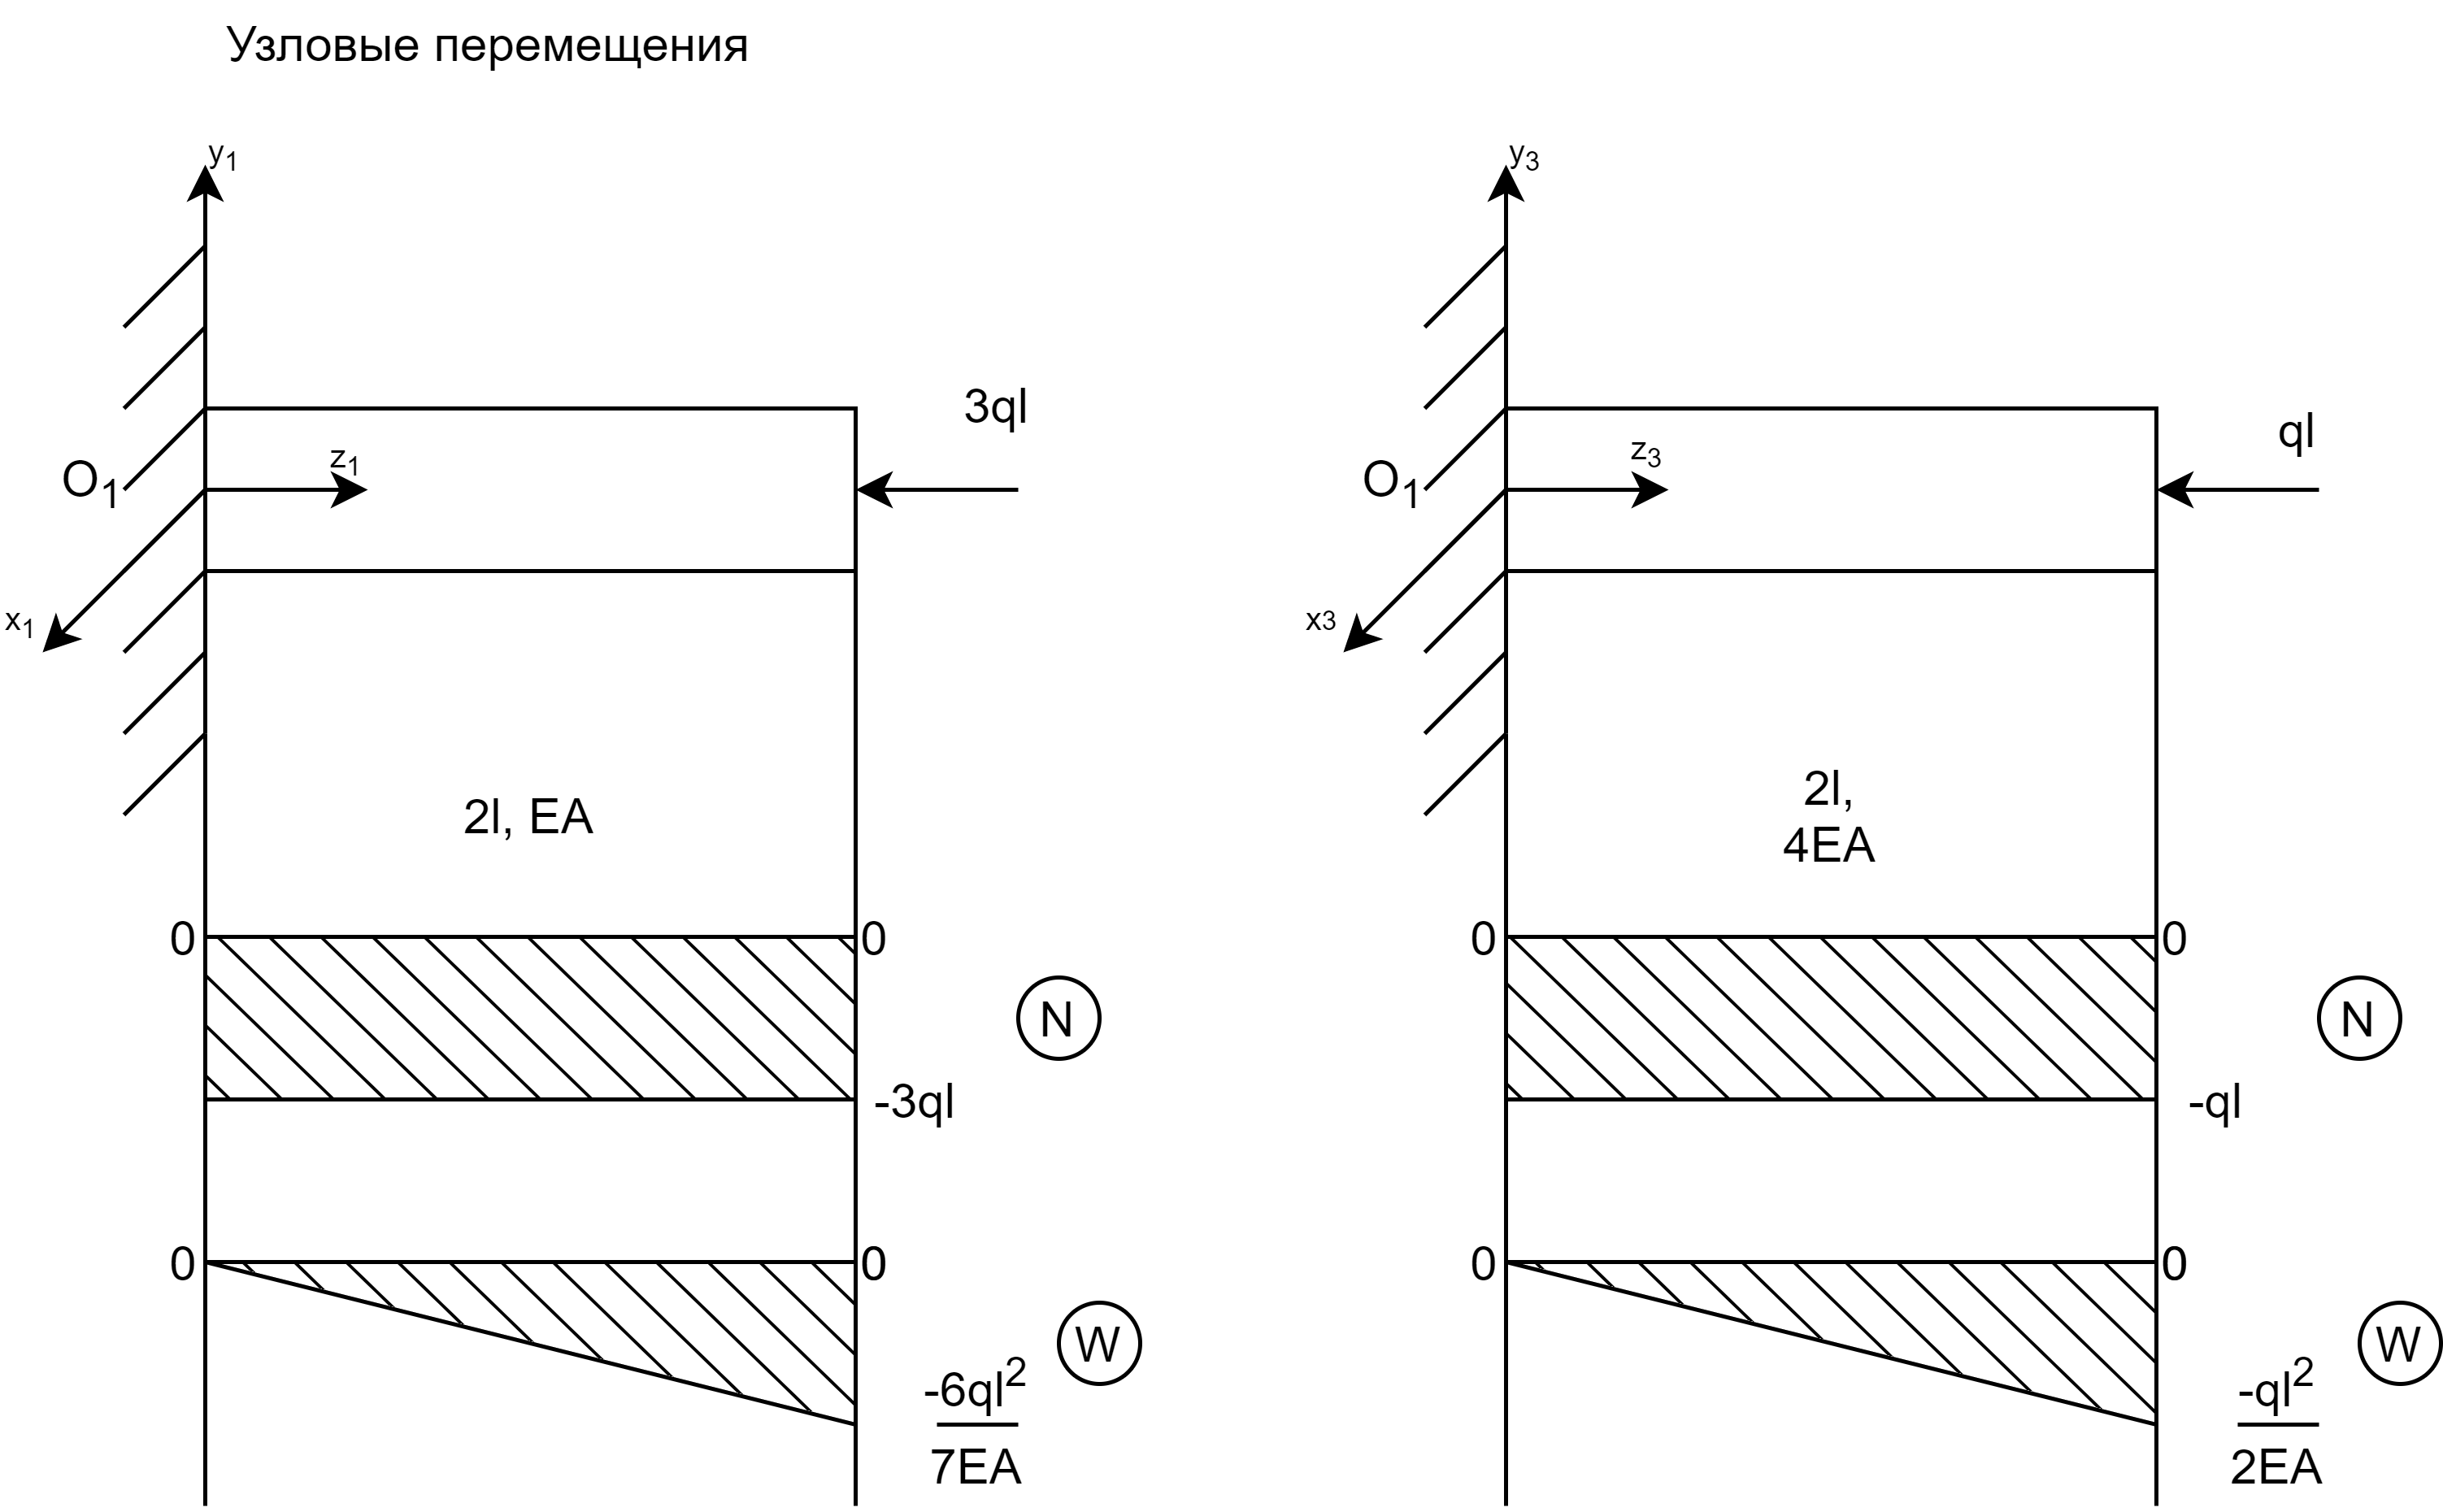 Узловые перемещения
y₁
3ql
z₁
O₁
x₁
2l, EA
0
0
N
-3ql
0
0
W
-6ql²
7EA
y₃
ql
z₃
O₁
x3
2l,
4EA
0
0
N
-ql
0
0
W
-ql²
2EA